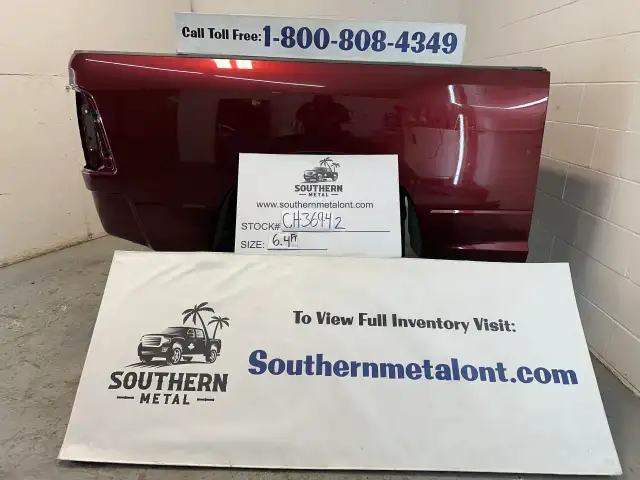 Call Toll Free: 1-800-808-4349
SOUTHERN
METAL
www.southernmetalont.com
STOCK# CH36942
SIZE: 6.4ft
To View Full Inventory Visit:
Southernmetalont.com
SOUTHERN
METAL